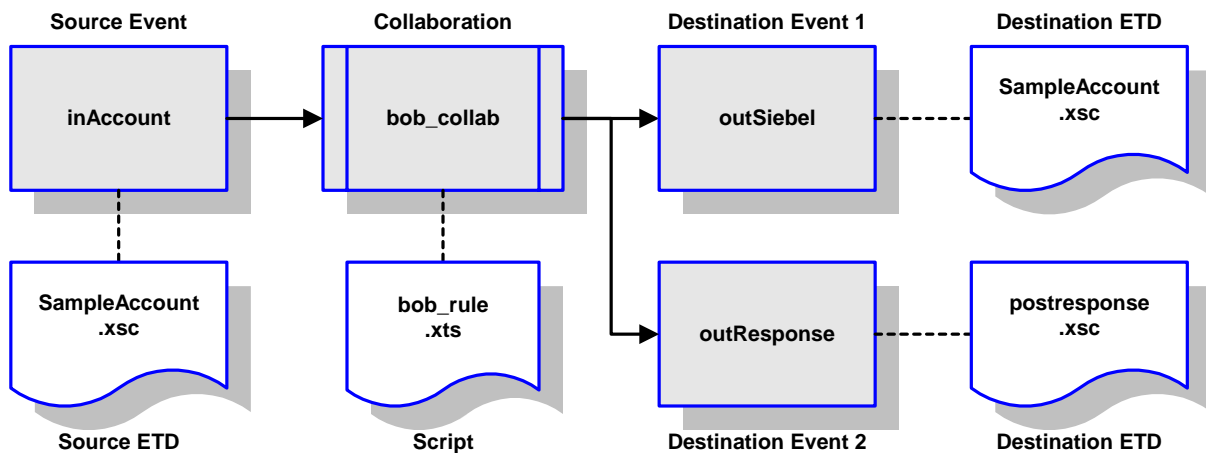 Source Event
Collaboration
Destination Event 1
Destination ETD
inAccount
bob_collab
outSiebel
SampleAccount
.xsc
SampleAccount
.xsc
bob_rule
.xts
outResponse
postresponse
.xsc
Source ETD
Script
Destination Event 2
Destination ETD